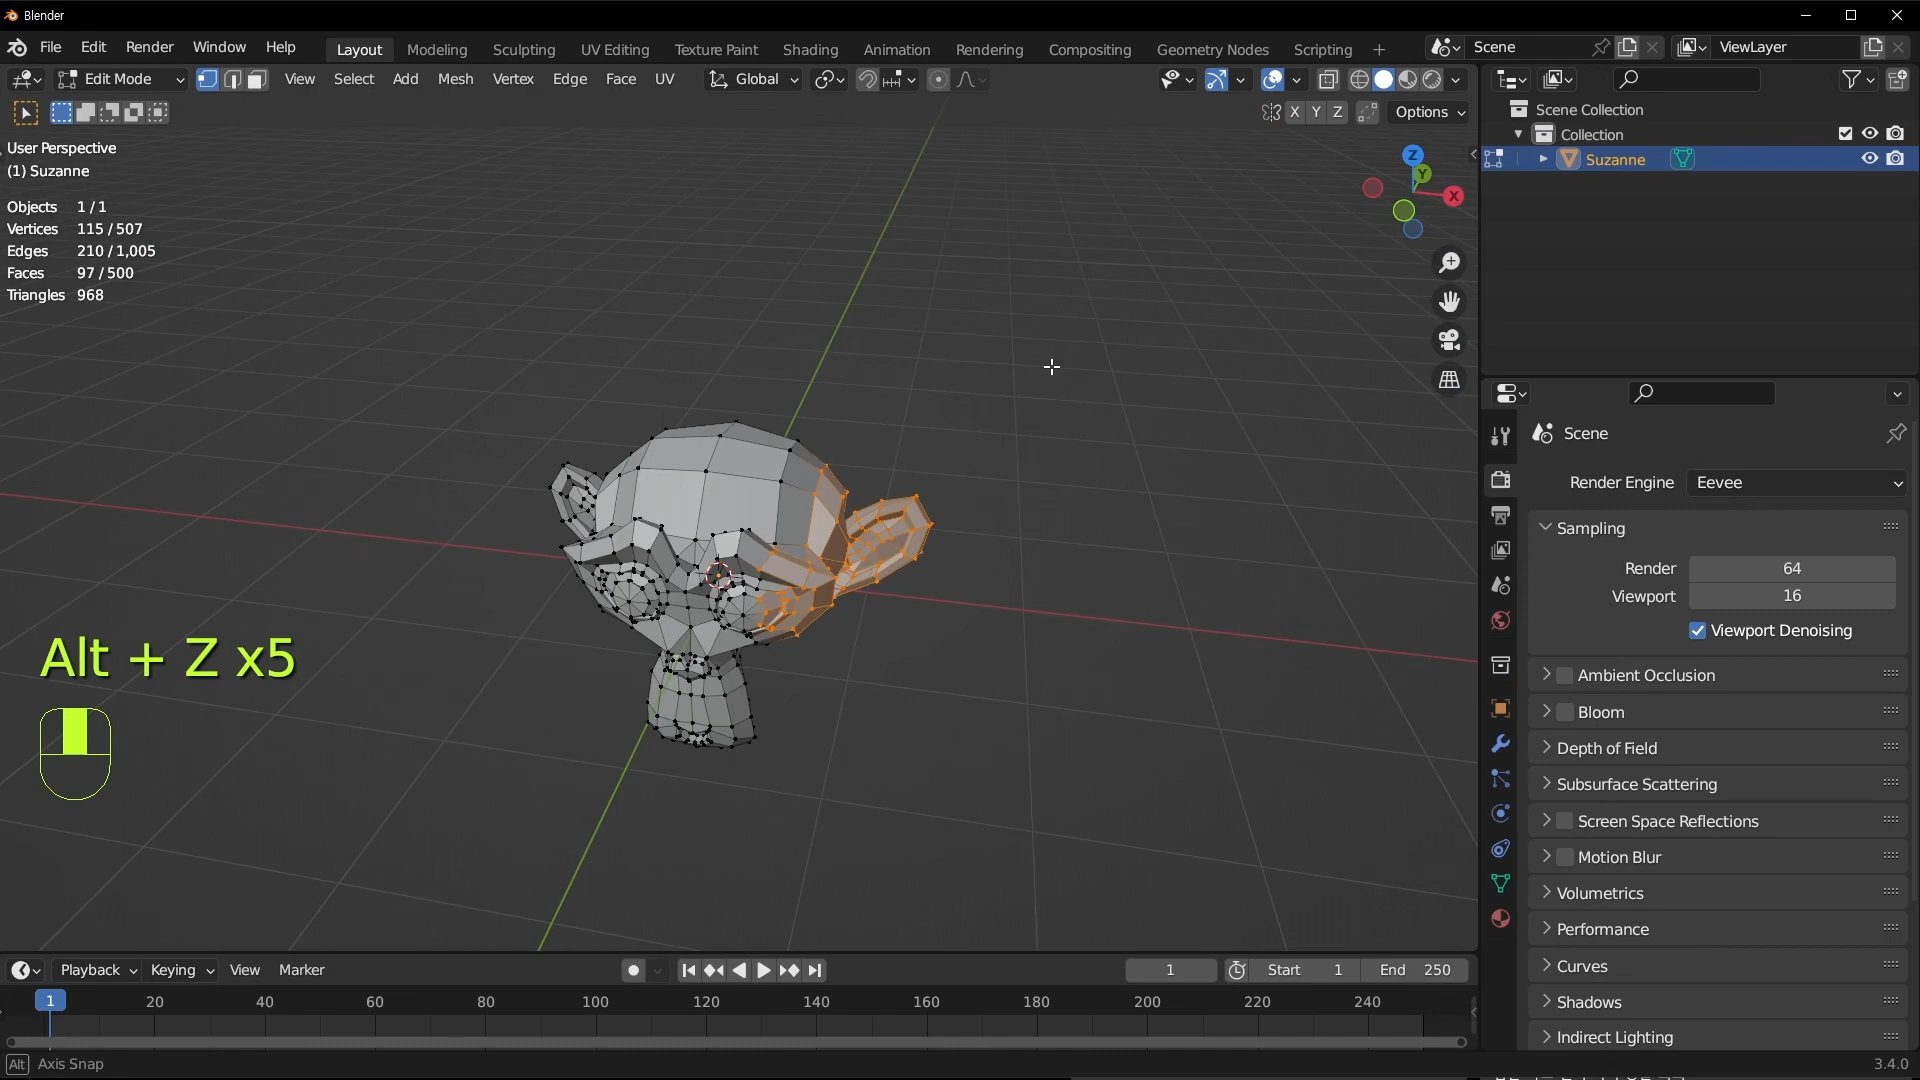 Blender
File Edit Render Window Help Layout Modeling Sculpting UV Editing Texture Paint Shading Animation Rendering Compositing Geometry Nodes Scripting + Scene ViewLayer
Edit Mode View Select Add Mesh Vertex Edge Face UV Global
X Y Z Options
User Perspective
(1) Suzanne
Objects 1 / 1
Vertices 115 / 507
Edges 210 / 1,005
Faces 97 / 500
Triangles 968
Z
Y
X
Scene Collection
Collection
Suzanne
Scene
Render Engine Eevee
Sampling
Render 64
Viewport 16
Viewport Denoising
Ambient Occlusion
Bloom
Depth of Field
Subsurface Scattering
Screen Space Reflections
Motion Blur
Volumetrics
Performance
Curves
Shadows
Indirect Lighting
Alt + Z x5
Playback Keying View Marker 1 Start 1 End 250
1 20 40 60 80 100 120 140 160 180 200 220 240
Alt Axis Snap 3.4.0